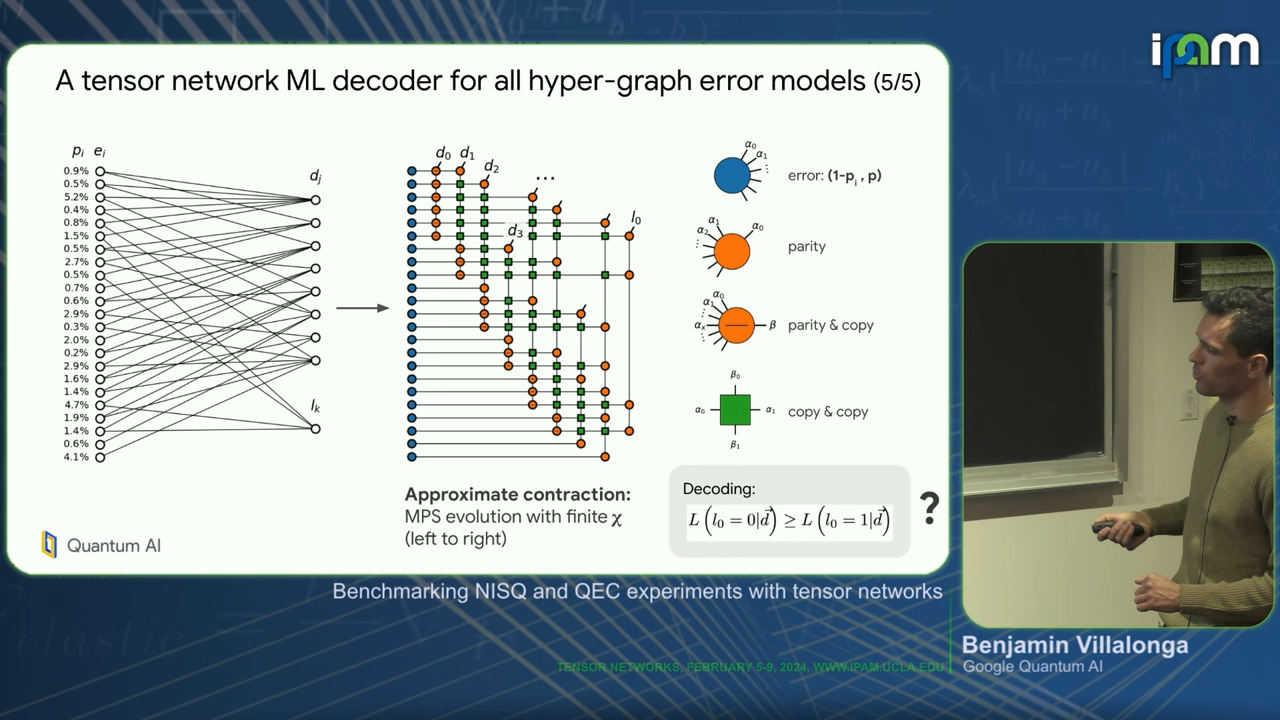 ipam
A tensor network ML decoder for all hyper-graph error models (5/5)
p_i e_i
0.9%
0.5%
5.2%
0.4%
0.8%
1.5%
0.5%
2.7%
0.5%
0.7%
0.6%
2.9%
0.3%
2.0%
0.2%
2.9%
1.6%
1.4%
4.7%
1.9%
1.4%
0.6%
4.1%
d_j
l_k
d_0 d_1
d_2
...
d_3
l_0
α_0
α_1
error: (1-p_i , p)
α_1
α_2
α_0
parity
α_0
α_1
α_x
β
parity & copy
β_0
α_0
α_1
β_1
copy & copy
Approximate contraction:
MPS evolution with finite χ
(left to right)
Decoding:
L (l_0 = 0|d⃗) ≥ L (l_0 = 1|d⃗)
?
Quantum AI
Benchmarking NISQ and QEC experiments with tensor networks
Benjamin Villalonga
Google Quantum AI
TENSOR NETWORKS, FEBRUARY 5-9, 2024, WWW.IPAM.UCLA.EDU
elastic